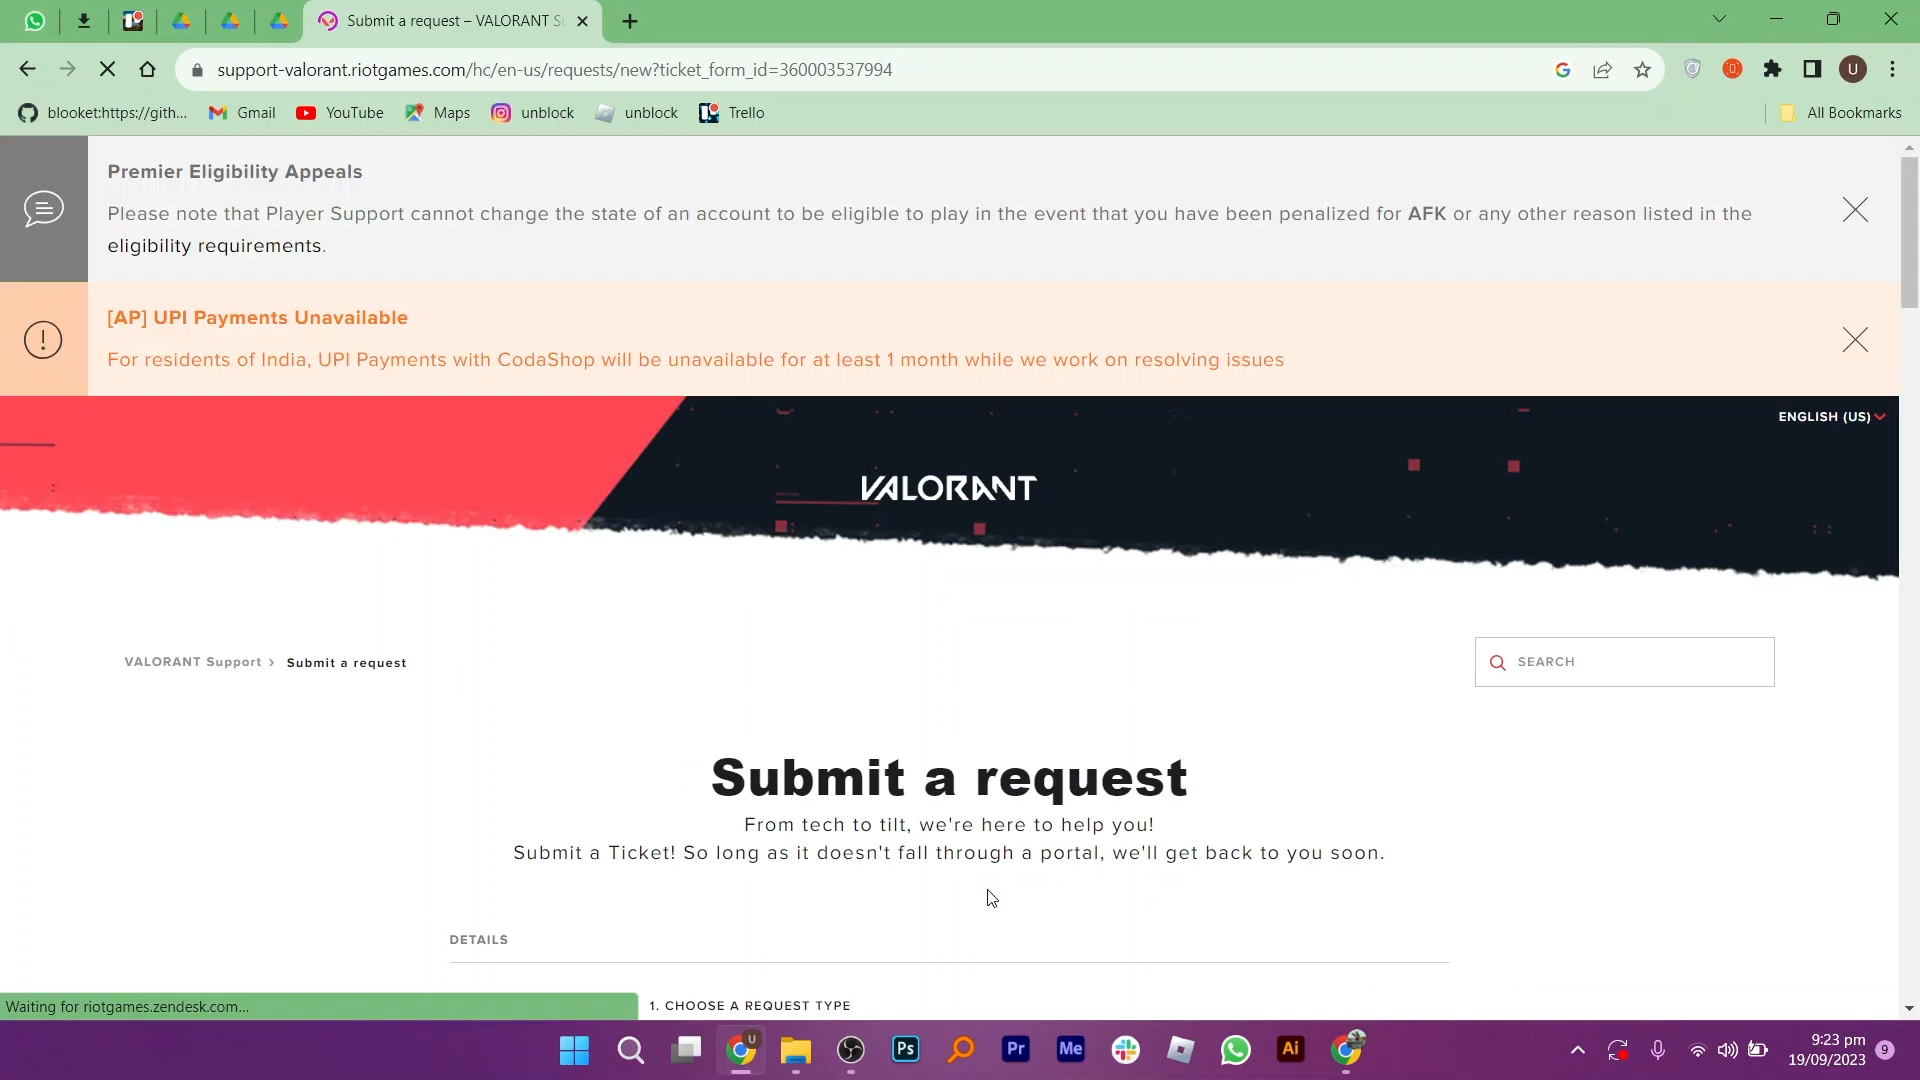 Submit a request – VALORANT S
support-valorant.riotgames.com/hc/en-us/requests/new?ticket_form_id=360003537994
U
blooket:https://gith...
Gmail
YouTube
Maps
unblock
unblock
Trello
All Bookmarks
Premier Eligibility Appeals
Please note that Player Support cannot change the state of an account to be eligible to play in the event that you have been penalized for AFK or any other reason listed in the
eligibility requirements.
[AP] UPI Payments Unavailable
For residents of India, UPI Payments with CodaShop will be unavailable for at least 1 month while we work on resolving issues
ENGLISH (US)
VALORANT
VALORANT Support > Submit a request
SEARCH
Submit a request
From tech to tilt, we're here to help you!
Submit a Ticket! So long as it doesn't fall through a portal, we'll get back to you soon.
DETAILS
1. CHOOSE A REQUEST TYPE
Waiting for riotgames.zendesk.com...
U
Ps
Pr
Me
Ai
9:23 pm
19/09/2023
9